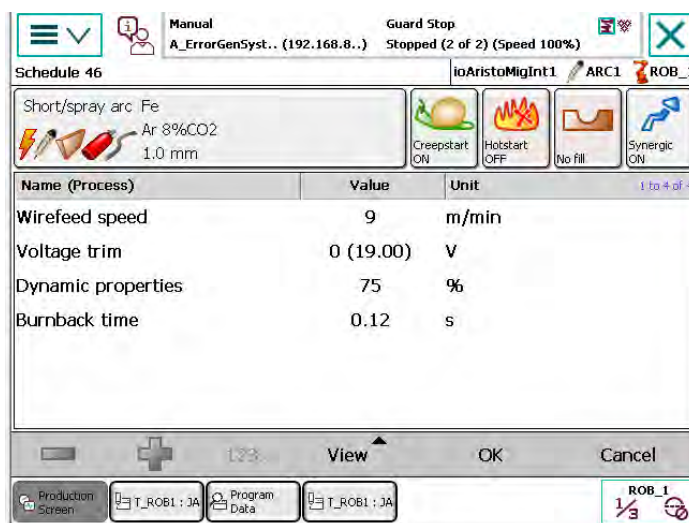 Manual
Guard Stop
A_ErrorGenSyst.. (192.168.8..)
Stopped (2 of 2) (Speed 100%)
Schedule 46
ioAristoMigInt1
ARC1
ROB_1
Short/spray arc Fe
Ar 8%CO2
1.0 mm
Creepstart
ON
Hotstart
OFF
No fill
Synergic
ON
Name (Process) Value Unit 1 to 4 of 4
Wirefeed speed 9 m/min
Voltage trim 0 (19.00) V
Dynamic properties 75 %
Burnback time 0.12 s
123...
View
OK
Cancel
Production
Screen
T_ROB1 : JA
Program
Data
T_ROB1 : JA
ROB_1
1/3